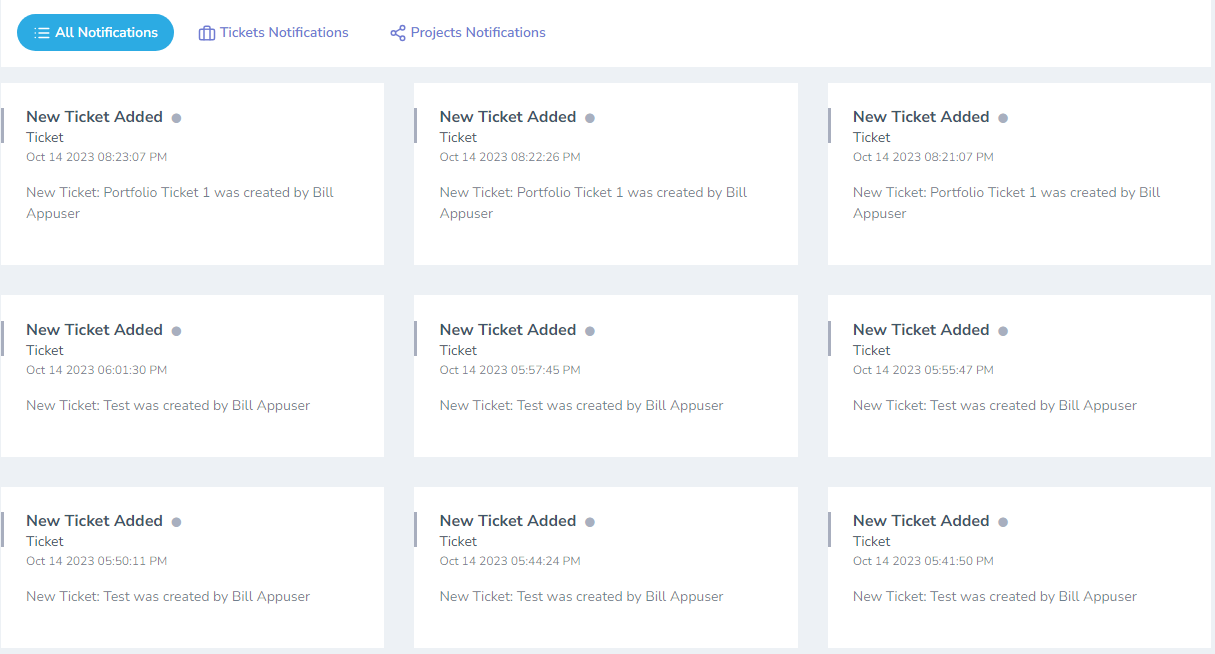 All Notifications
Tickets Notifications
Projects Notifications
New Ticket Added
Ticket
Oct 14 2023 08:23:07 PM
New Ticket: Portfolio Ticket 1 was created by Bill
Appuser
New Ticket Added
Ticket
Oct 14 2023 08:22:26 PM
New Ticket: Portfolio Ticket 1 was created by Bill
Appuser
New Ticket Added
Ticket
Oct 14 2023 08:21:07 PM
New Ticket: Portfolio Ticket 1 was created by Bill
Appuser
New Ticket Added
Ticket
Oct 14 2023 06:01:30 PM
New Ticket: Test was created by Bill Appuser
New Ticket Added
Ticket
Oct 14 2023 05:57:45 PM
New Ticket: Test was created by Bill Appuser
New Ticket Added
Ticket
Oct 14 2023 05:55:47 PM
New Ticket: Test was created by Bill Appuser
New Ticket Added
Ticket
Oct 14 2023 05:50:11 PM
New Ticket: Test was created by Bill Appuser
New Ticket Added
Ticket
Oct 14 2023 05:44:24 PM
New Ticket: Test was created by Bill Appuser
New Ticket Added
Ticket
Oct 14 2023 05:41:50 PM
New Ticket: Test was created by Bill Appuser